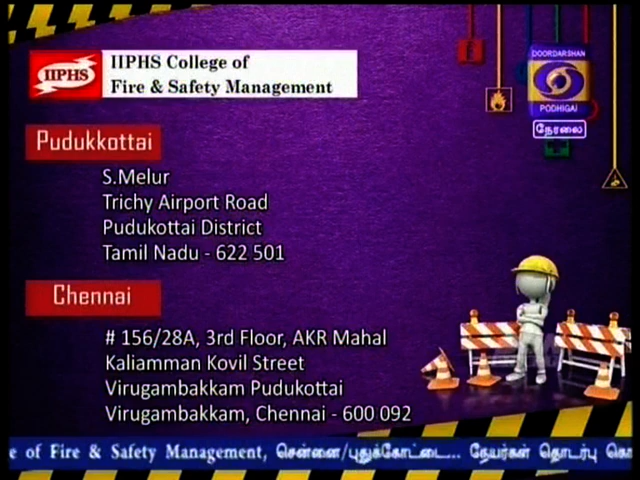 IIPHS
IIPHS College of
Fire & Safety Management
DOORDARSHAN
PODHIGAI
நேரலை
Pudukkottai
S.Melur
Trichy Airport Road
Pudukottai District
Tamil Nadu - 622 501
Chennai
# 156/28A, 3rd Floor, AKR Mahal
Kaliamman Kovil Street
Virugambakkam Pudukottai
Virugambakkam, Chennai - 600 092
e of Fire & Safety Management, சென்னை/புதுக்கோட்டை... நேயர்கள் தொடர்பு கொ